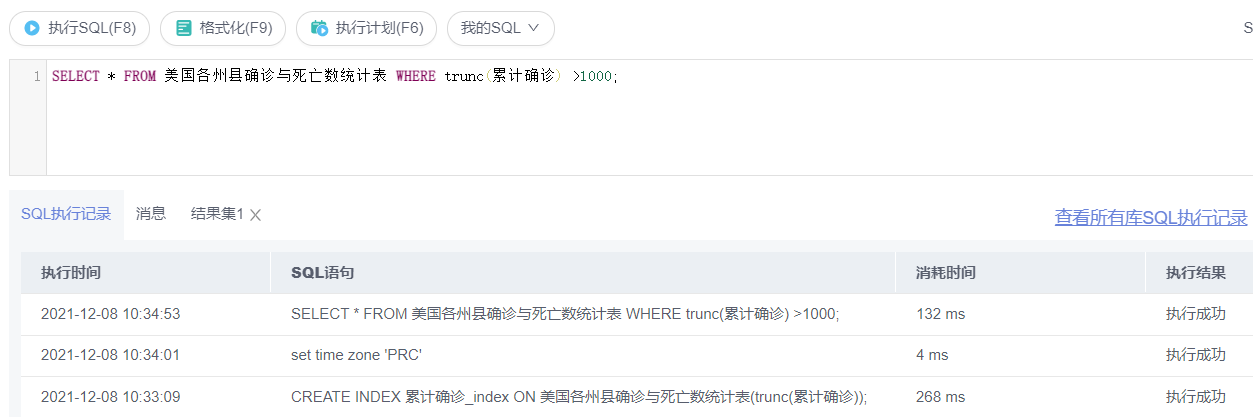 执行SQL(F8) 格式化(F9) 执行计划(F6) 我的SQL S
1 SELECT * FROM 美国各州县确诊与死亡数统计表 WHERE trunc(累计确诊) >1000;
SQL执行记录 消息 结果集1 X 查看所有库SQL执行记录
执行时间 SQL语句 消耗时间 执行结果
2021-12-08 10:34:53 SELECT * FROM 美国各州县确诊与死亡数统计表 WHERE trunc(累计确诊) >1000; 132 ms 执行成功
2021-12-08 10:34:01 set time zone 'PRC' 4 ms 执行成功
2021-12-08 10:33:09 CREATE INDEX 累计确诊_index ON 美国各州县确诊与死亡数统计表(trunc(累计确诊)); 268 ms 执行成功